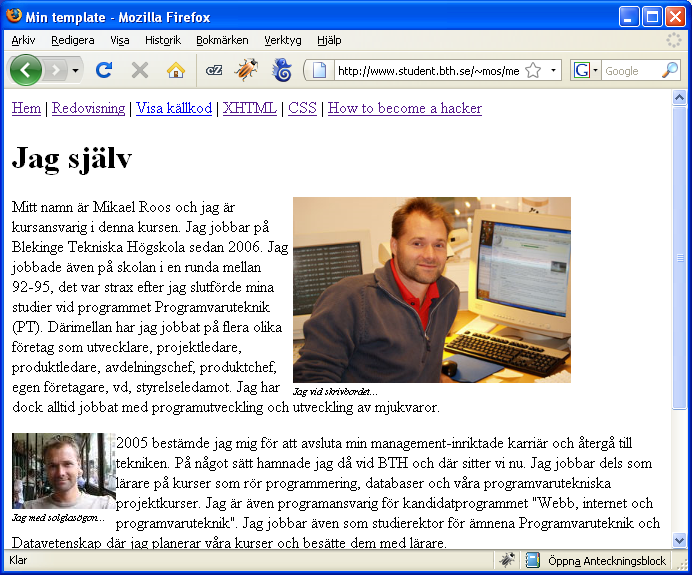 Min template - Mozilla Firefox
Arkiv Redigera Visa Historik Bokmärken Verktyg Hjälp
http://www.student.bth.se/~mos/me
Google
Hem | Redovisning | Visa källkod | XHTML | CSS | How to become a hacker
Jag själv
Mitt namn är Mikael Roos och jag är
kursansvarig i denna kursen. Jag jobbar på
Blekinge Tekniska Högskola sedan 2006. Jag
jobbade även på skolan i en runda mellan
92-95, det var strax efter jag slutförde mina
studier vid programmet Programvaruteknik
(PT). Därimellan har jag jobbat på flera olika
företag som utvecklare, projektledare,
produktledare, avdelningschef, produktchef,
egen företagare, vd, styrelseledamot. Jag har
dock alltid jobbat med programutveckling och utveckling av mjukvaror.
Jag vid skrivbordet...
2005 bestämde jag mig för att avsluta min management-inriktade karriär och återgå till
tekniken. På något sätt hamnade jag då vid BTH och där sitter vi nu. Jag jobbar dels som
lärare på kurser som rör programmering, databaser och våra programvarutekniska
projektkurser. Jag är även programansvarig för kandidatprogrammet "Webb, internet och
programvaruteknik". Jag jobbar även som studierektor för ämnena Programvaruteknik och
Datavetenskap där jag planerar våra kurser och besätte dem med lärare.
Jag med solglasögon...
Klar
Öppna Anteckningsblock